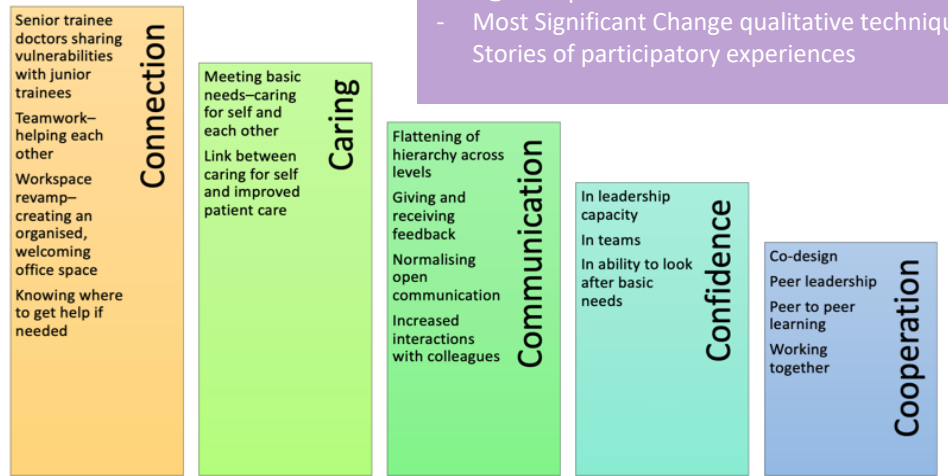 - Most Significant Change qualitative
Stories of participatory experiences
Senior trainee
doctors sharing
vulnerabilities
with junior
trainees
Teamwork–
helping each
other
Workspace
revamp–
creating an
organised,
welcoming
office space
Knowing where
to get help if
needed
Connection
Meeting basic
needs–caring
for self and
each other
Link between
caring for self
and improved
patient care
Caring
Flattening of
hierarchy across
levels
Giving and
receiving
feedback
Normalising
open
communication
Increased
interactions
with colleagues
Communication
In leadership
capacity
In teams
In ability to look
after basic
needs
Confidence
Co-design
Peer leadership
Peer to peer
learning
Working
together
Cooperation